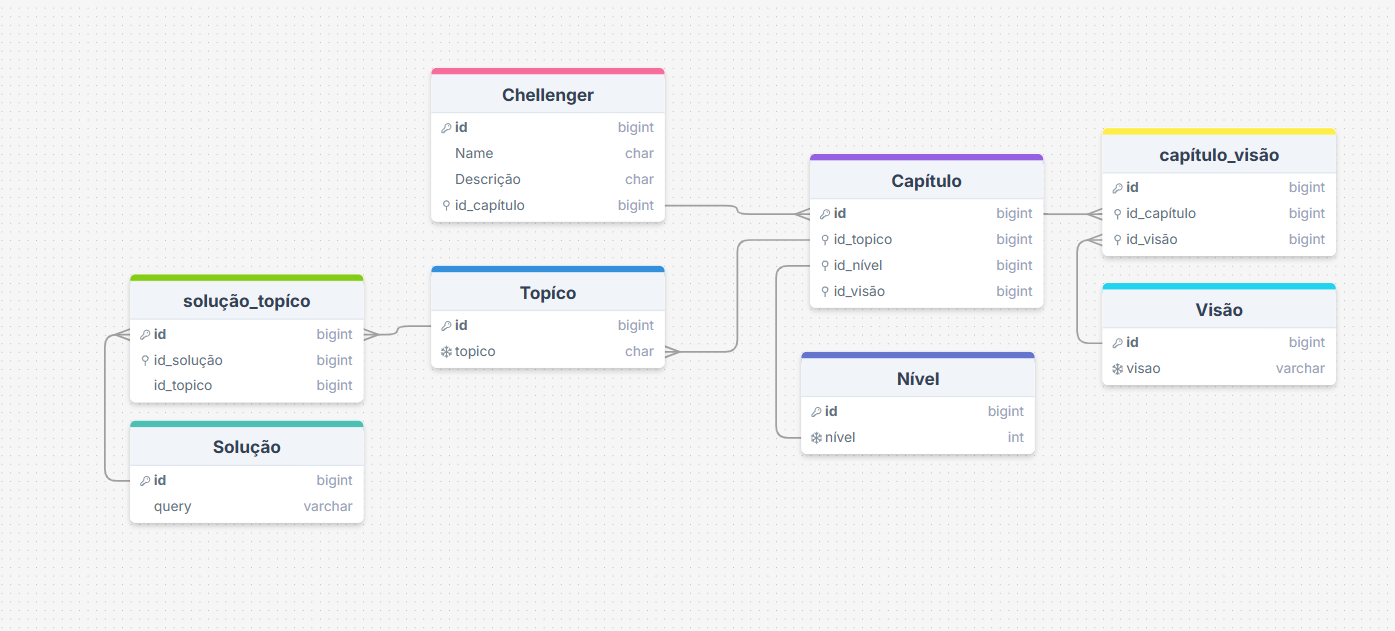 Chellenger
id bigint
Name char
Descrição char
id_capítulo bigint
Capítulo
id bigint
id_topico bigint
id_nível bigint
id_visão bigint
capítulo_visão
id bigint
id_capítulo bigint
id_visão bigint
solução_topíco
id bigint
id_solução bigint
id_topico bigint
Topíco
id bigint
topico char
Visão
id bigint
visao varchar
Nível
id bigint
nível int
Solução
id bigint
query varchar